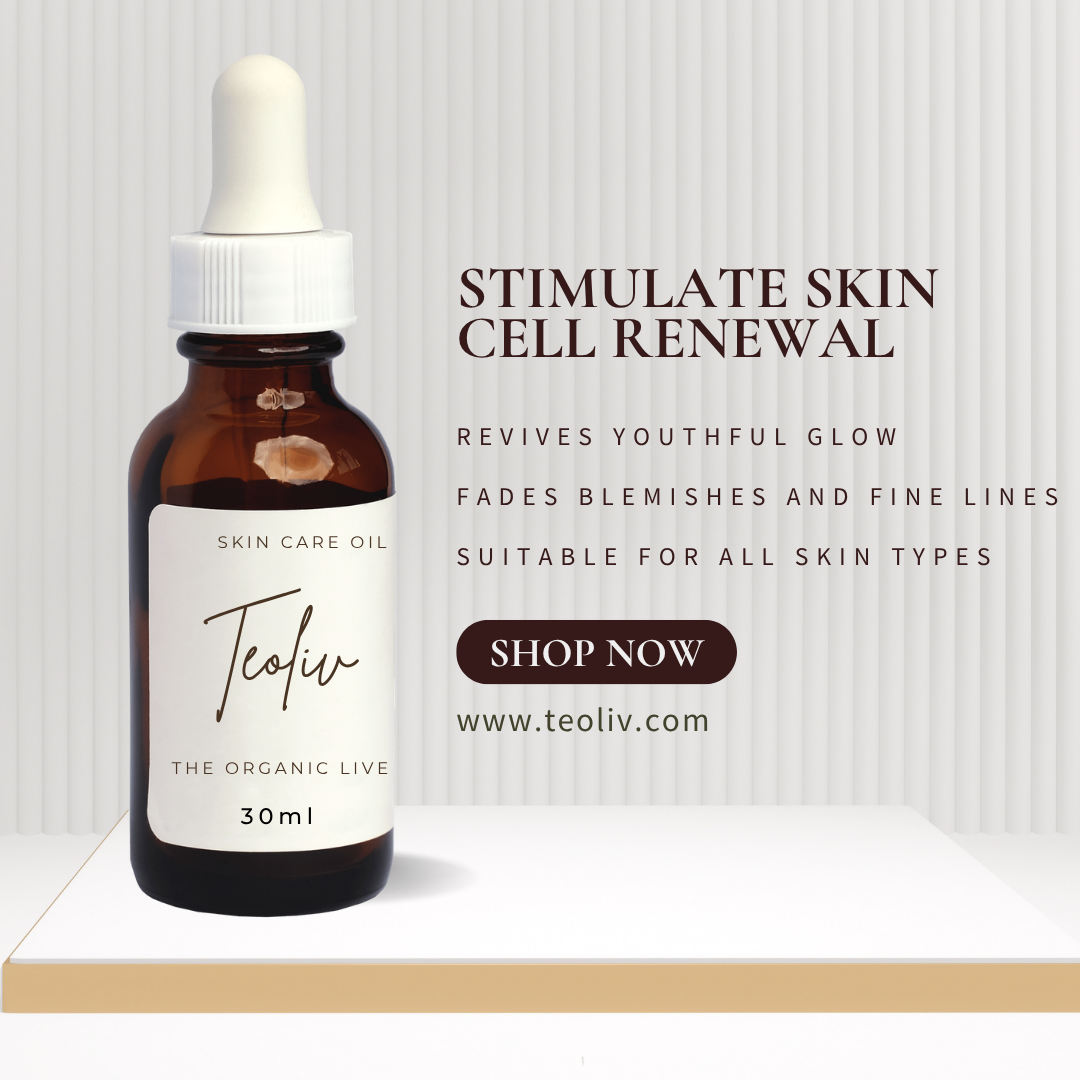 SKIN CARE OIL
Teoliv
THE ORGANIC LIVE
30ml
STIMULATE SKIN
CELL RENEWAL
REVIVES YOUTHFUL GLOW
FADES BLEMISHES AND FINE LINES
SUITABLE FOR ALL SKIN TYPES
SHOP NOW
www.teoliv.com